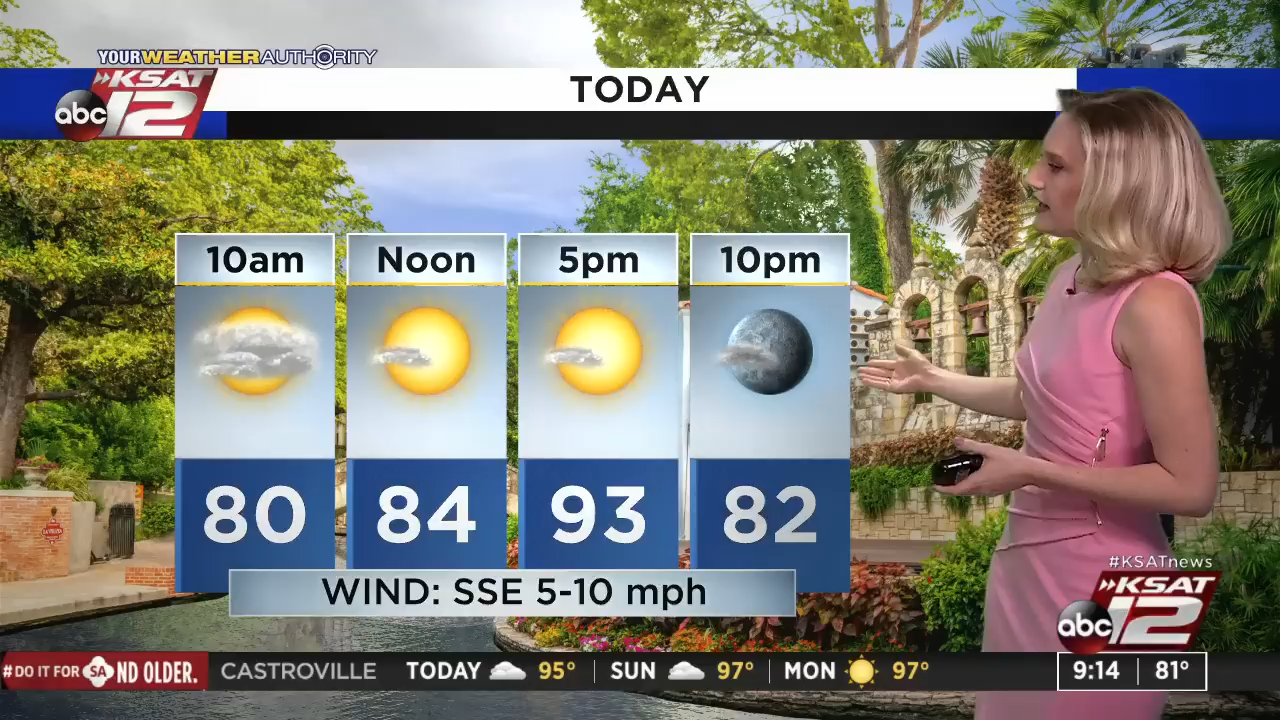 YOUR WEATHER AUTHORITY
KSAT
abc 12
TODAY
10am Noon 5pm 10pm
80 84 93 82
WIND: SSE 5-10 mph
#KSATnews
KSAT
abc 12
#DO IT FOR SA ND OLDER. CASTROVILLE TODAY 95° SUN 97° MON 97° 9:14 81°